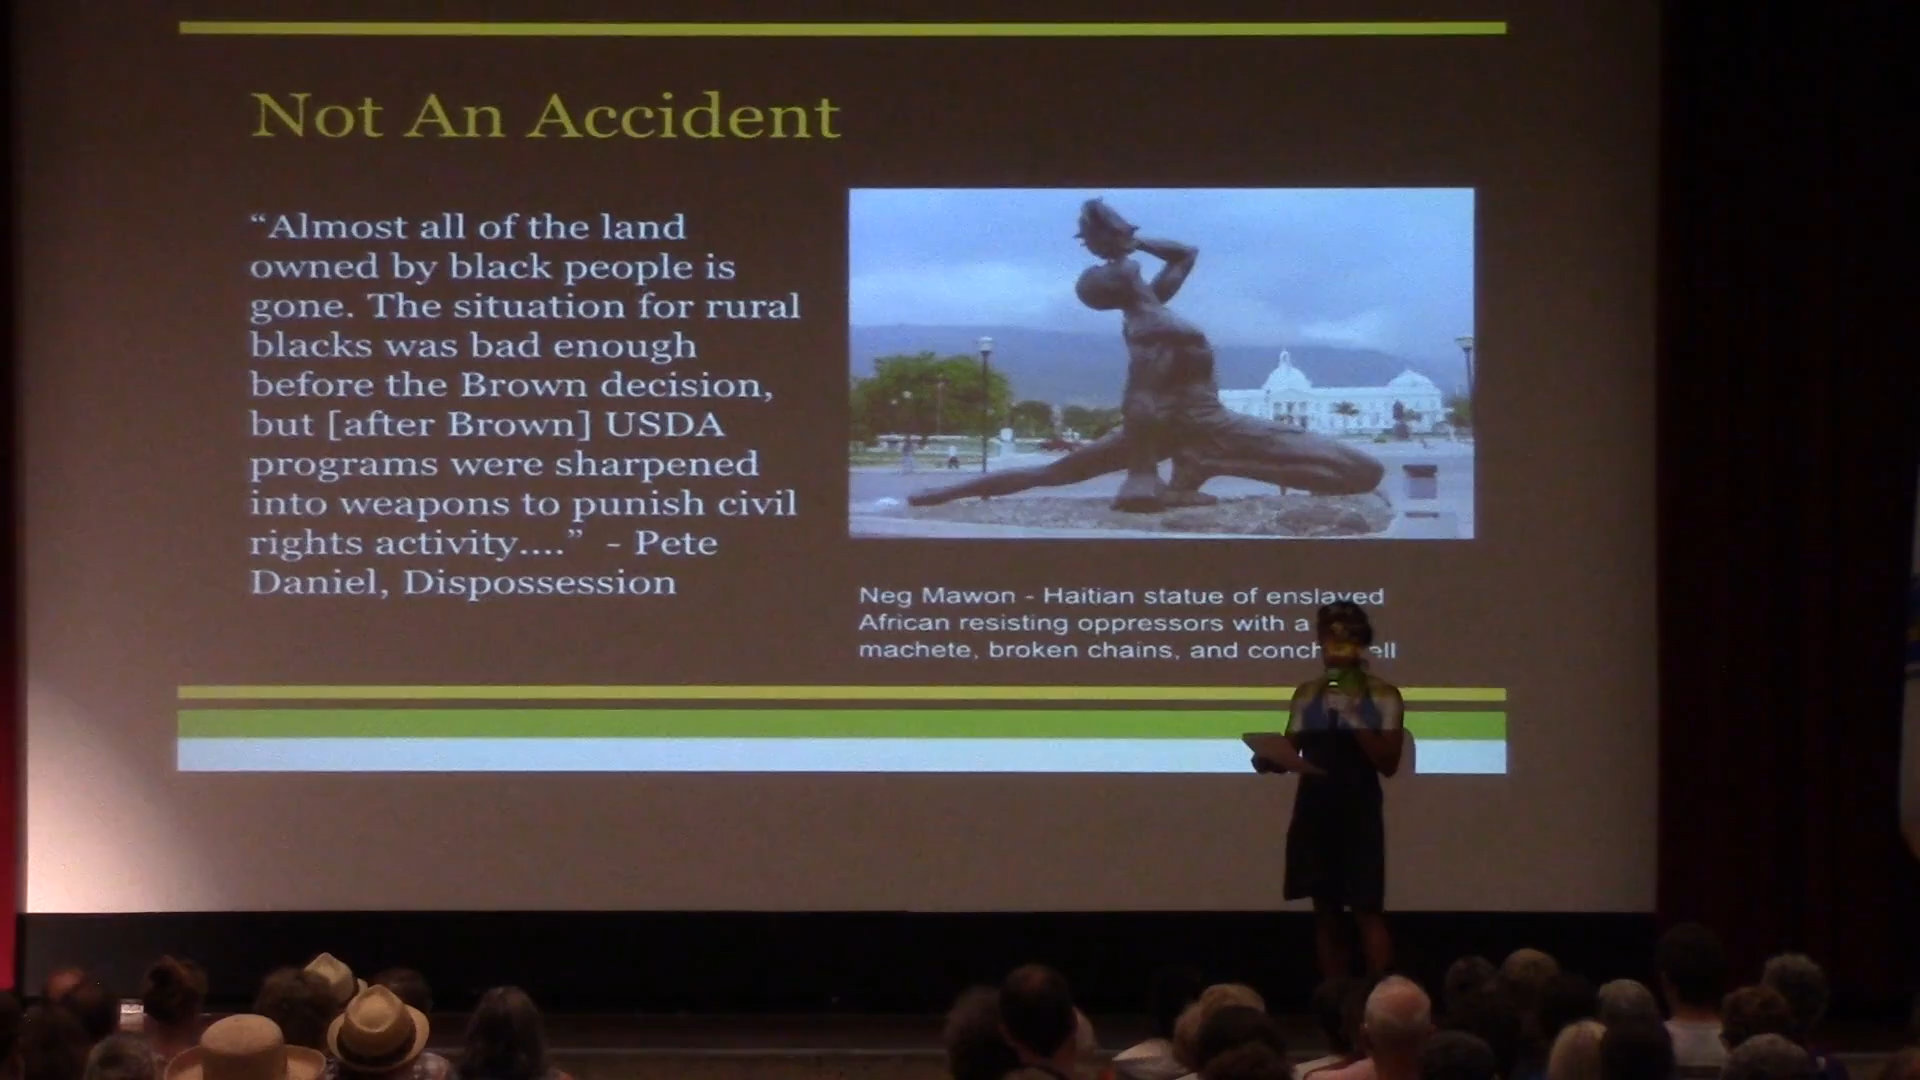 Not An Accident
“Almost all of the land
owned by black people is
gone. The situation for rural
blacks was bad enough
before the Brown decision,
but [after Brown] USDA
programs were sharpened
into weapons to punish civil
rights activity....” - Pete
Daniel, Dispossession
Neg Mawon - Haitian statue of enslaved
African resisting oppressors with a
machete, broken chains, and conch